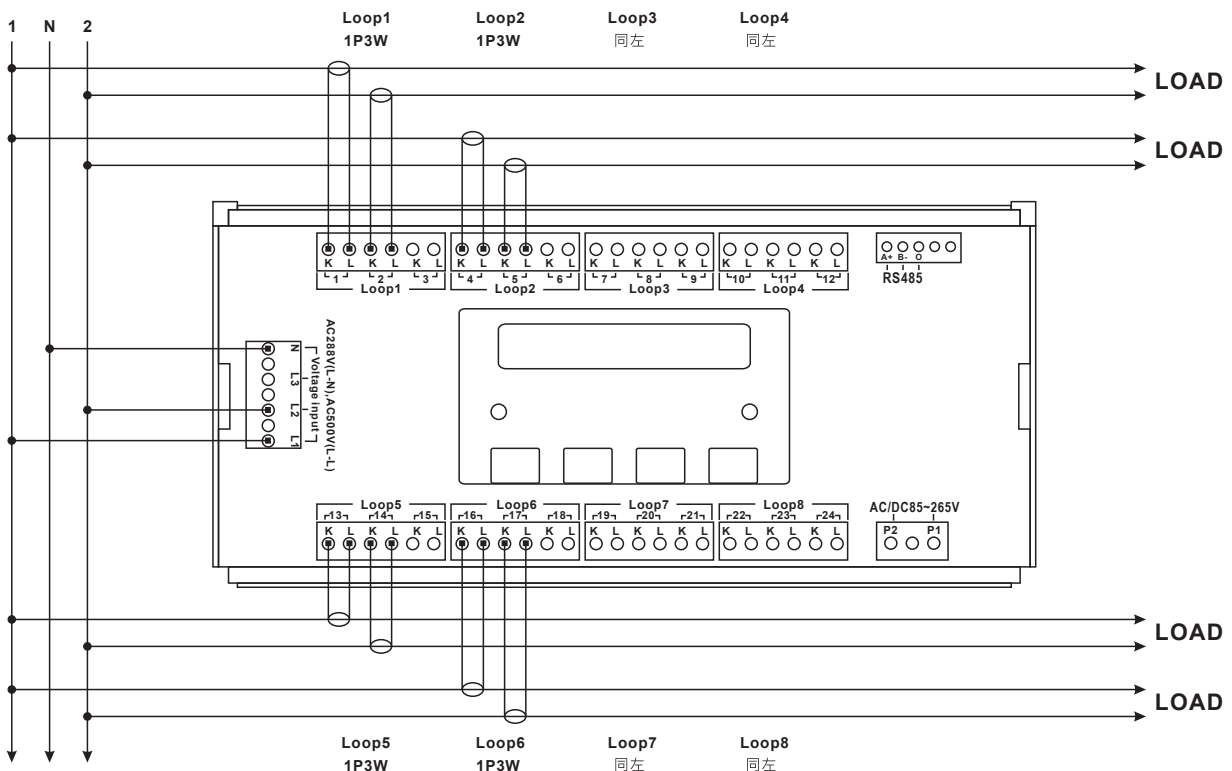 1 N 2
Loop1 Loop2 Loop3 Loop4
1P3W 1P3W 同左 同左
LOAD
LOAD
K L K L K L K L K L K L K L K L K L K L K L K L
1 2 3 4 5 6 7 8 9 10 11 12
Loop1 Loop2 Loop3 Loop4
A+ B- O
RS485
N L3 L2 L1
Voltage input
AC288V(L-N),AC500V(L-L)
Loop5 Loop6 Loop7 Loop8
13 14 15 16 17 18 19 20 21 22 23 24
K L K L K L K L K L K L K L K L K L K L K L K L
AC/DC85~265V
P2 P1
LOAD
LOAD
Loop5 Loop6 Loop7 Loop8
1P3W 1P3W 同左 同左